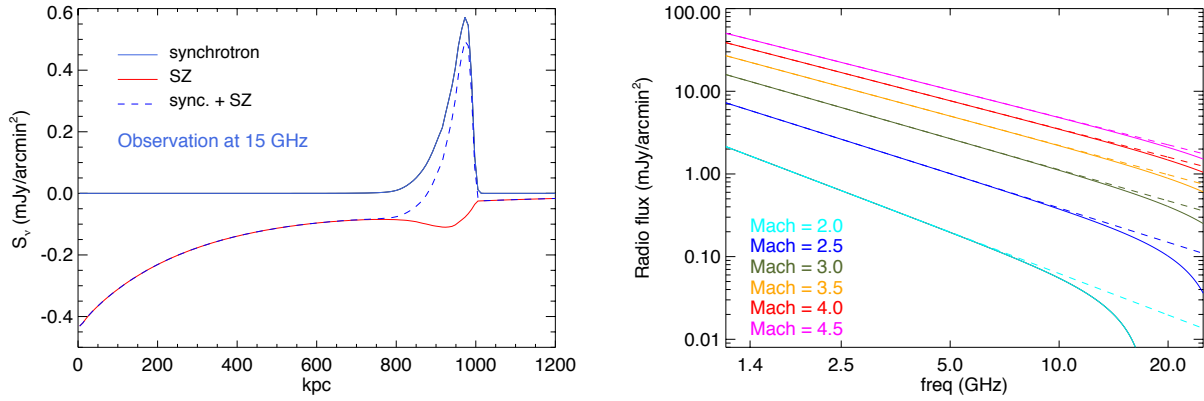 0.6
0.4
0.2
0.0
-0.2
-0.4
S_ν (mJy/arcmin²)
synchrotron
SZ
sync. + SZ
Observation at 15 GHz
0 200 400 600 800 1000 1200
kpc
100.00
10.00
1.00
0.10
0.01
Radio flux (mJy/arcmin²)
Mach = 2.0
Mach = 2.5
Mach = 3.0
Mach = 3.5
Mach = 4.0
Mach = 4.5
1.4 2.5 5.0 10.0 20.0
freq (GHz)